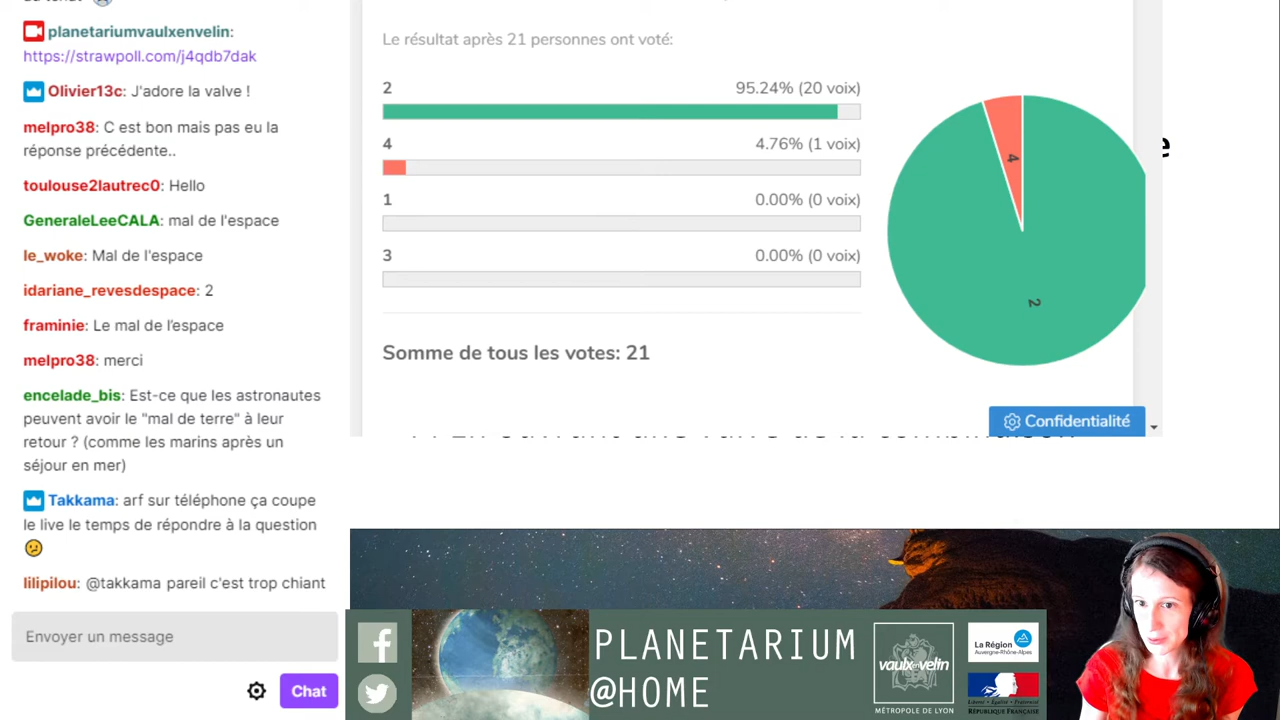 planetariumvaulxenvelin:
https://strawpoll.com/j4qdb7dak
Olivier13c: J'adore la valve !
melpro38: C est bon mais pas eu la
réponse précédente..
toulouse2lautrec0: Hello
GeneraleLeeCALA: mal de l'espace
le_woke: Mal de l'espace
idariane_revesdespace: 2
framinie: Le mal de l'espace
melpro38: merci
encelade_bis: Est-ce que les astronautes
peuvent avoir le "mal de terre" à leur
retour ? (comme les marins après un
séjour en mer)
Takkama: arf sur téléphone ça coupe
le live le temps de répondre à la question
lilipilou: @takkama pareil c'est trop chiant
Envoyer un message
Chat
Le résultat après 21 personnes ont voté:
2 95.24% (20 voix)
4 4.76% (1 voix)
1 0.00% (0 voix)
3 0.00% (0 voix)
Somme de tous les votes: 21
4
2
e
Confidentialité
PLANETARIUM
@HOME
vaulx en velin
MÉTROPOLE DE LYON
La Région
Auvergne-Rhône-Alpes
Liberté • Égalité • Fraternité
RÉPUBLIQUE FRANÇAISE